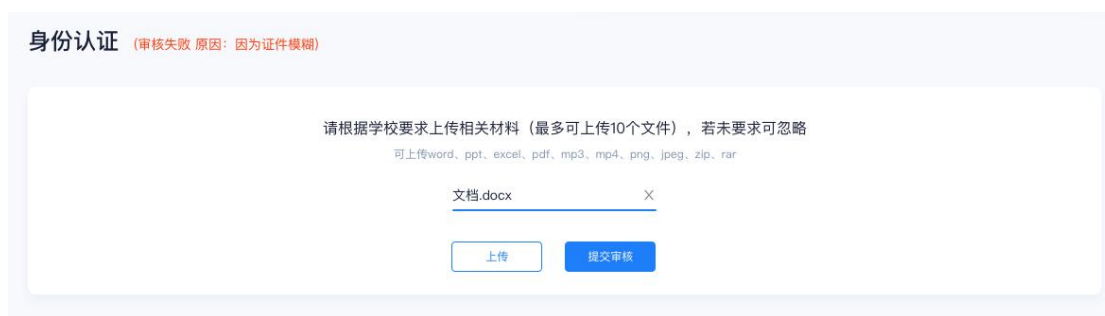 身份认证 (审核失败 原因：因为证件模糊)
请根据学校要求上传相关材料（最多可上传10个文件），若未要求可忽略
可上传word、ppt、excel、pdf、mp3、mp4、png、jpeg、zip、rar
文档.docx X
上传 提交审核